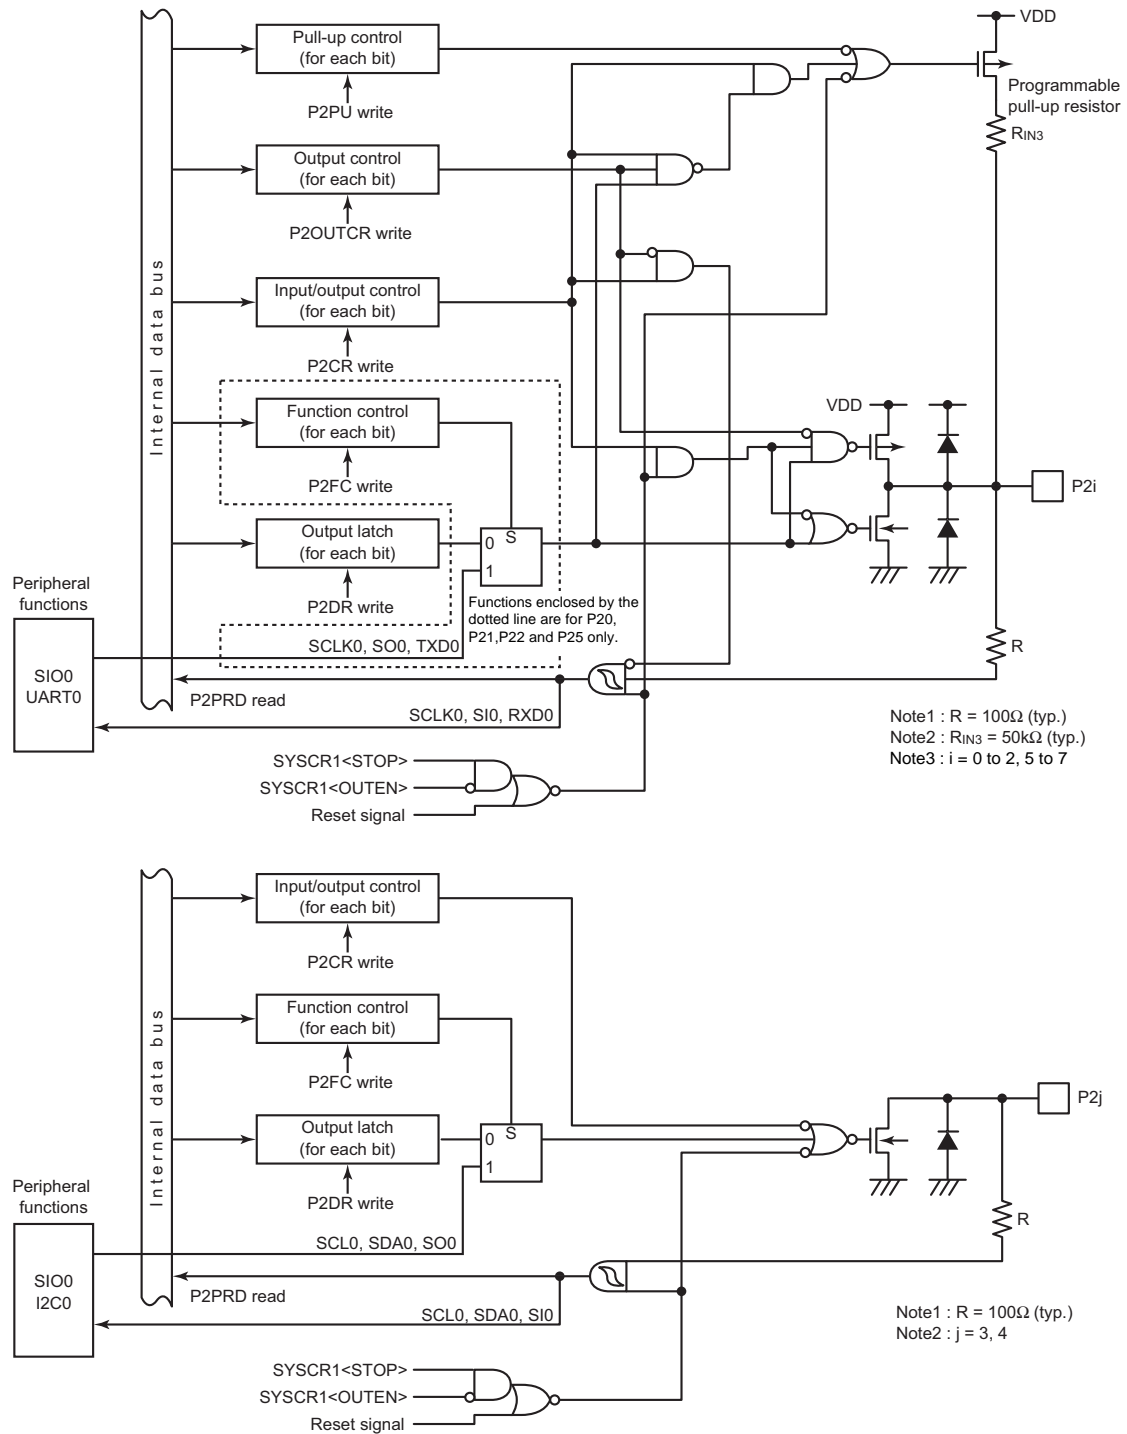 VDD
Pull-up control
(for each bit)
P2PU write
Programmable
pull-up resistor
RIN3
Output control
(for each bit)
P2OUTCR write
Internal data bus
Input/output control
(for each bit)
P2CR write
VDD
Function control
(for each bit)
P2FC write
P2i
Output latch
(for each bit)
P2DR write
0
S
1
Functions enclosed by the
dotted line are for P20,
P21,P22 and P25 only.
Peripheral
functions
SIO0
UART0
SCLK0, SO0, TXD0
R
P2PRD read
SCLK0, SI0, RXD0
Note1 : R = 100Ω (typ.)
Note2 : RIN3 = 50kΩ (typ.)
Note3 : i = 0 to 2, 5 to 7
SYSCR1<STOP>
SYSCR1<OUTEN>
Reset signal
Input/output control
(for each bit)
P2CR write
Internal data bus
Function control
(for each bit)
P2FC write
P2j
Output latch
(for each bit)
P2DR write
0
S
1
Peripheral
functions
SIO0
I2C0
SCL0, SDA0, SO0
R
P2PRD read
SCL0, SDA0, SI0
Note1 : R = 100Ω (typ.)
Note2 : j = 3, 4
SYSCR1<STOP>
SYSCR1<OUTEN>
Reset signal